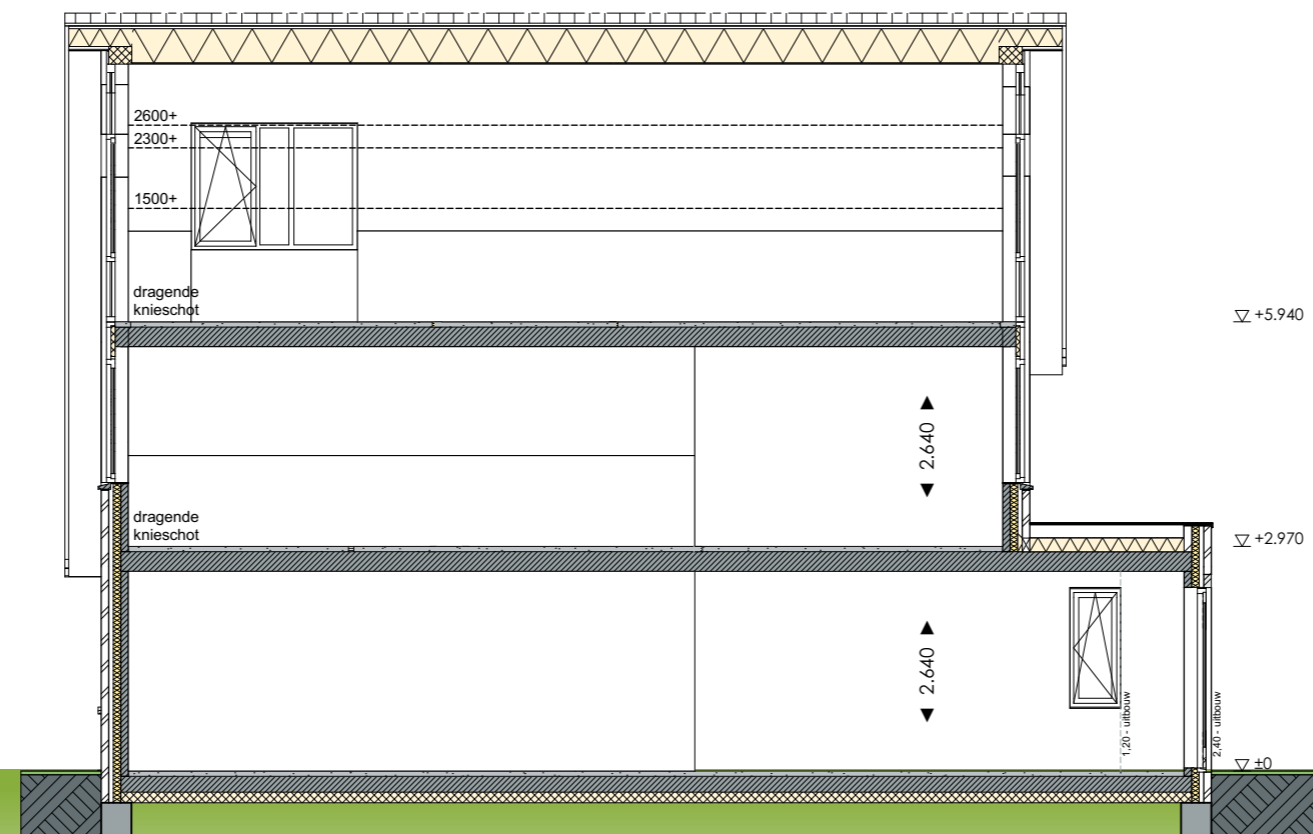 2600+
2300+
1500+
dragende
knieschot
+5.940
2.640
dragende
knieschot
+2.970
2.640
1,20 - uitbouw
2,40 - uitbouw
±0